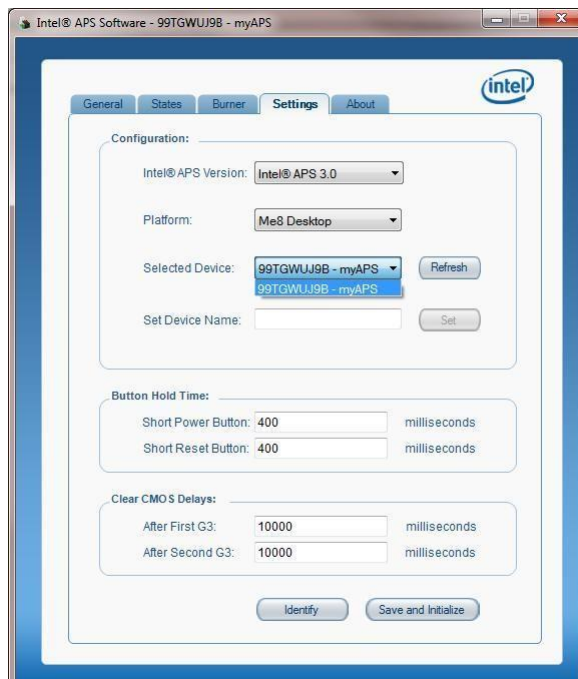 Intel® APS Software - 99TGWUJ9B - myAPS
intel
General States Burner Settings About
Configuration:
Intel® APS Version: Intel® APS 3.0
Platform: Me8 Desktop
Selected Device: 99TGWUJ9B - myAPS Refresh
99TGWUJ9B - myAPS
Set Device Name: Set
Button Hold Time:
Short Power Button: 400 milliseconds
Short Reset Button: 400 milliseconds
Clear CMOS Delays:
After First G3: 10000 milliseconds
After Second G3: 10000 milliseconds
Identify Save and Initialize